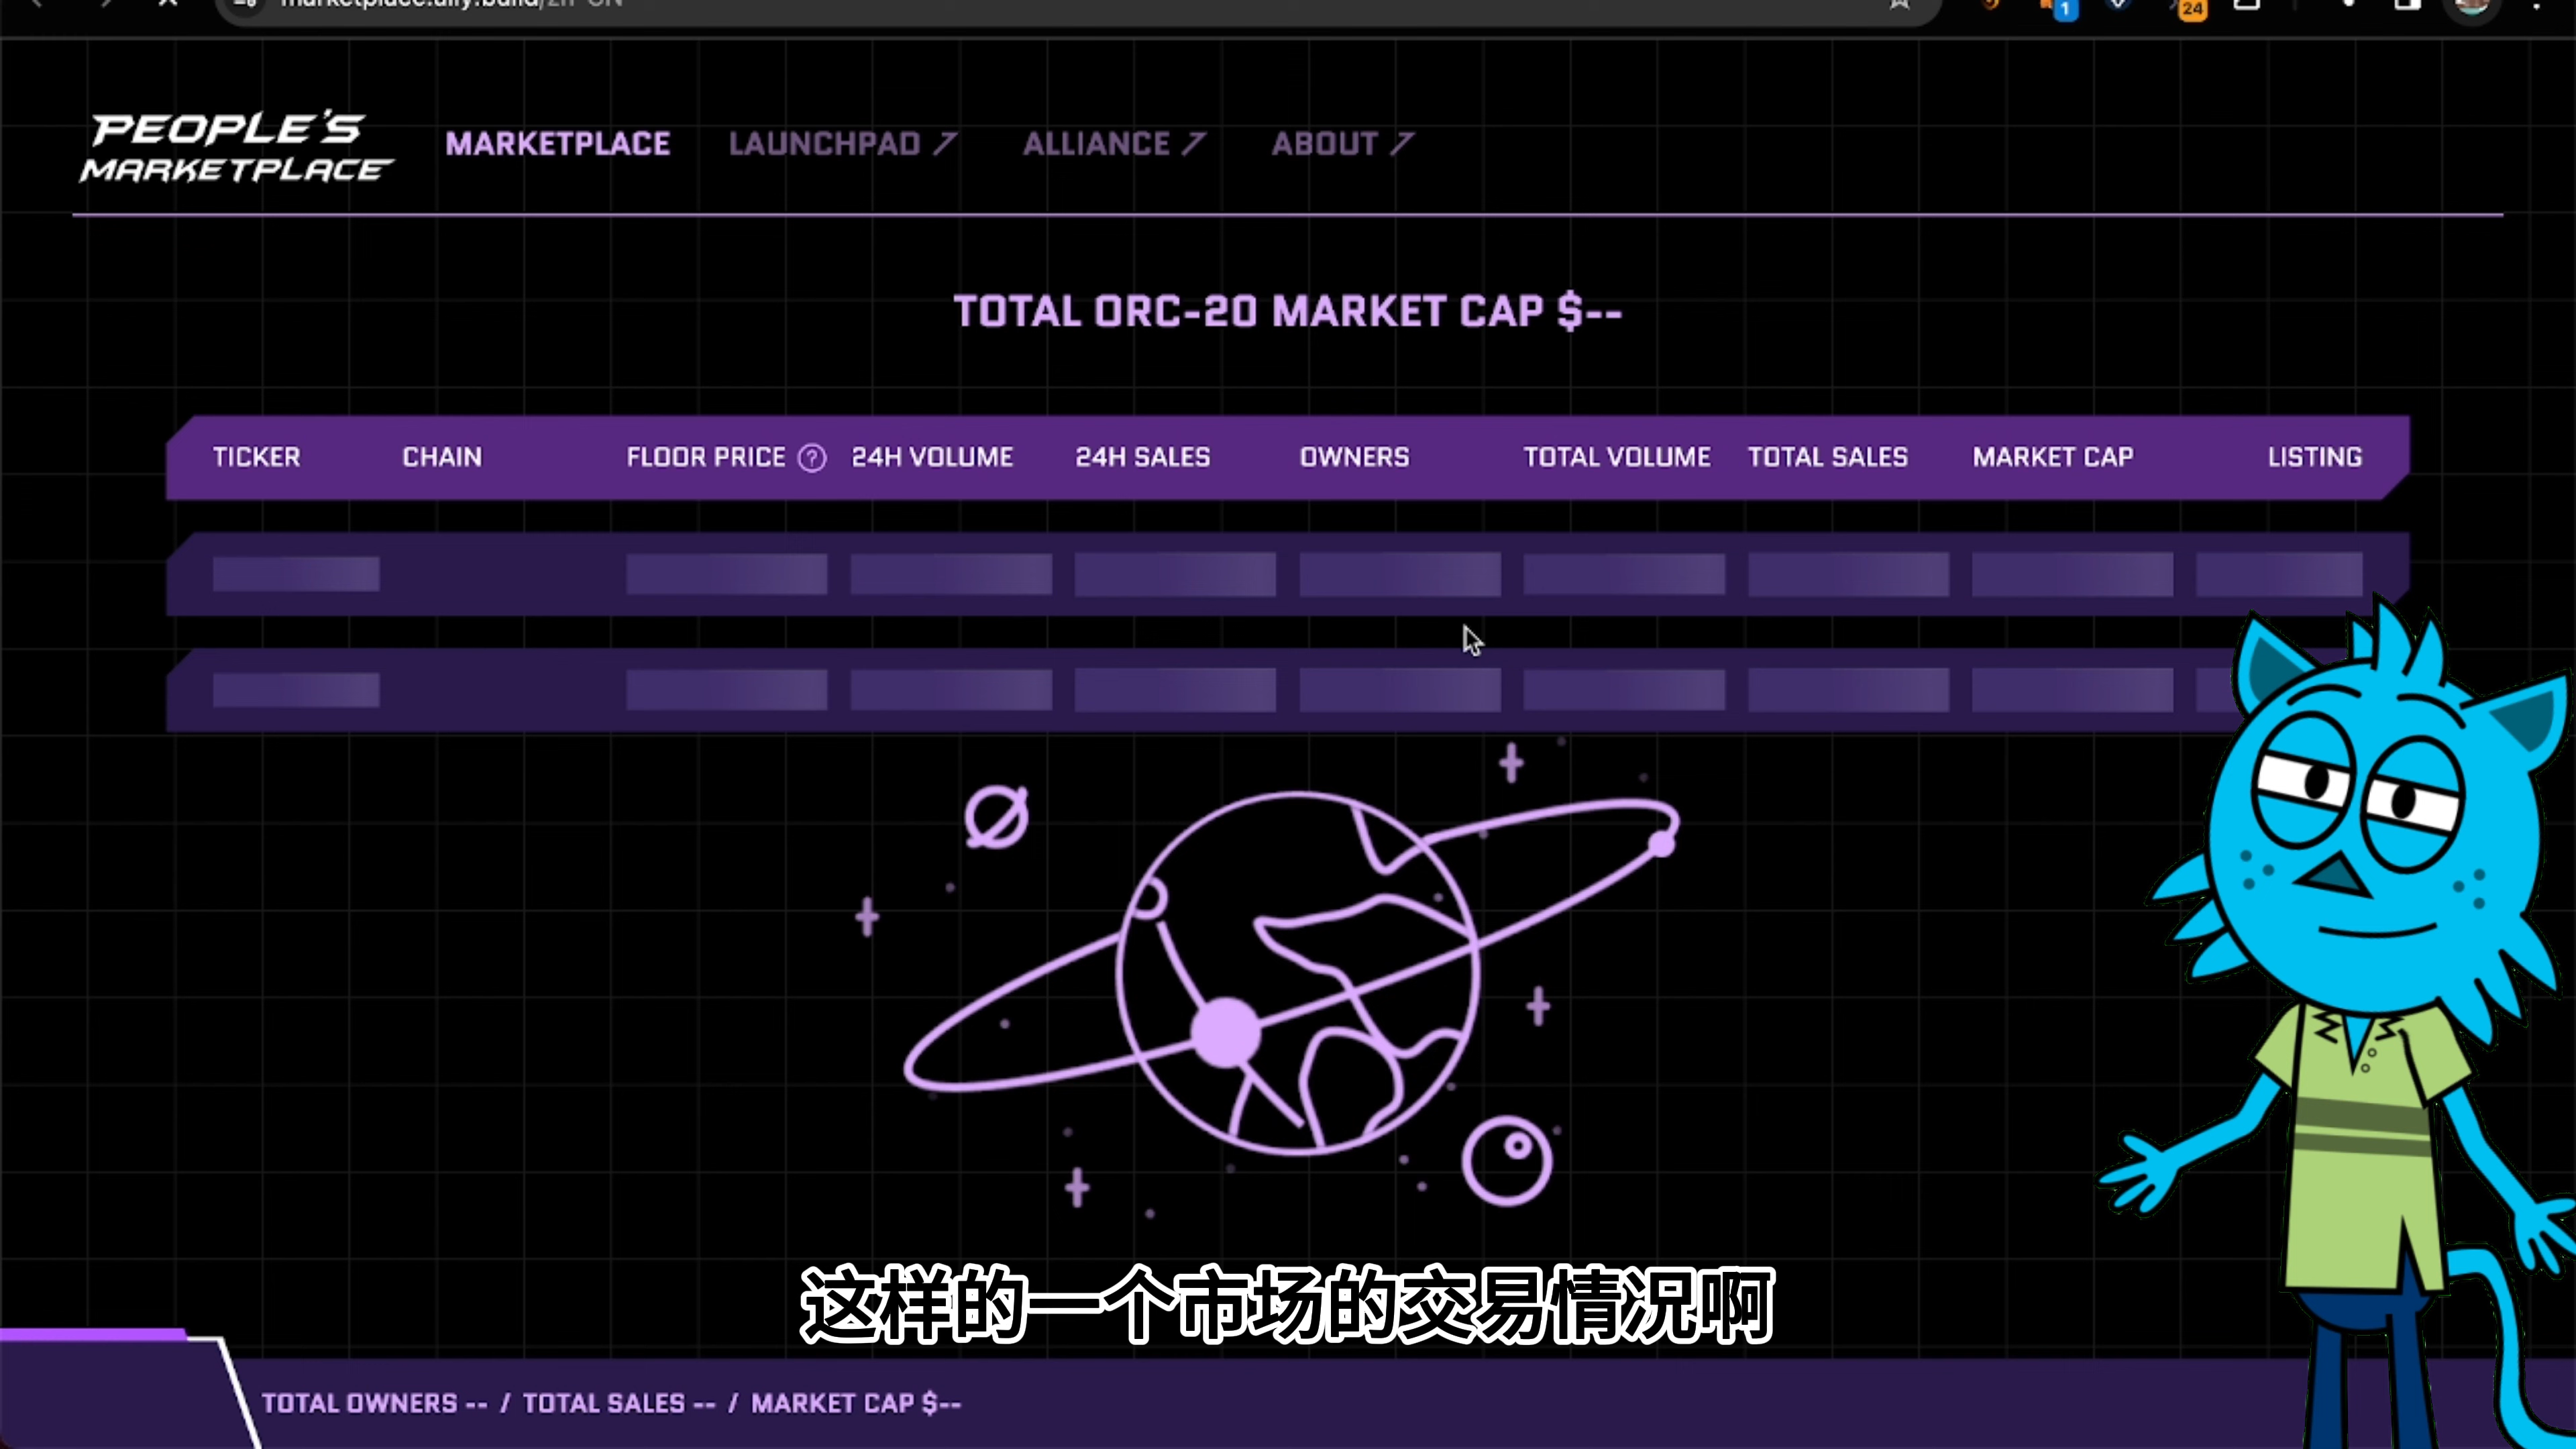 1
24
PEOPLE'S
MARKETPLACE
MARKETPLACE LAUNCHPAD ALLIANCE ABOUT
TOTAL ORC-20 MARKET CAP $--
TICKER CHAIN FLOOR PRICE ? 24H VOLUME 24H SALES OWNERS TOTAL VOLUME TOTAL SALES MARKET CAP LISTING
这样的一个市场的交易情况啊
TOTAL OWNERS -- / TOTAL SALES -- / MARKET CAP $--